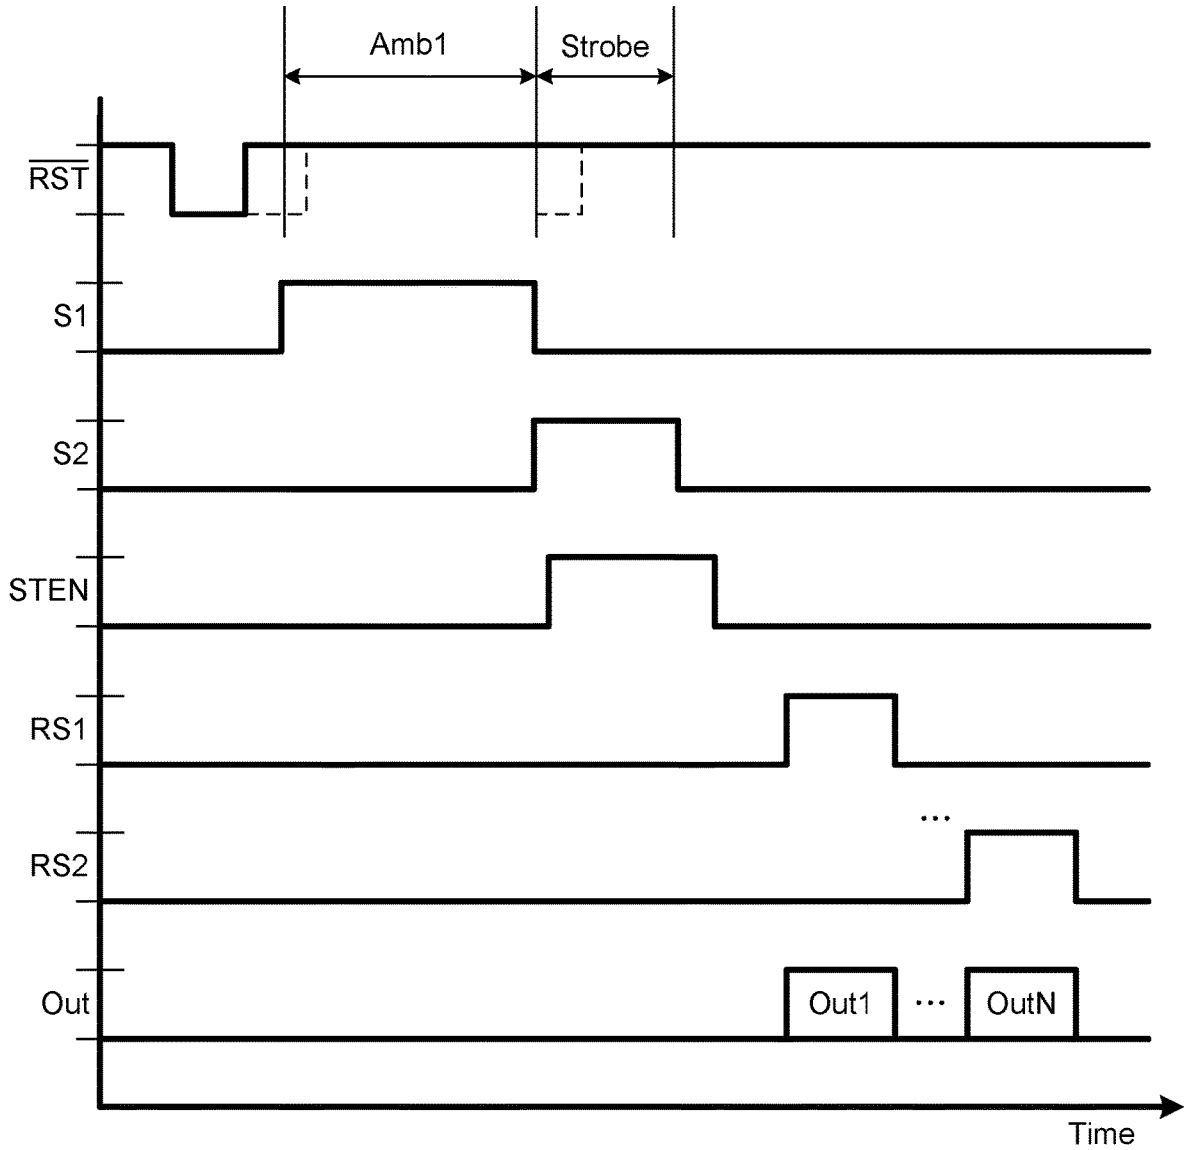 Amb1
Strobe
RST
S1
S2
STEN
RS1
...
RS2
Out
Out1
...
OutN
Time